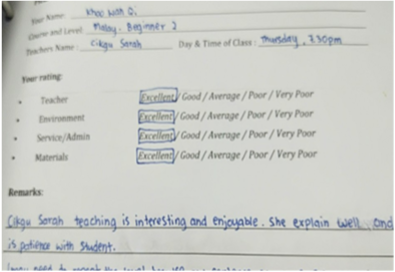 Your Name: Khoo Wan Qi
Course and Level: Malay, Beginner 2
Teachers Name: Cikgu Sarah Day & Time of Class: Thursday, 7.30pm
Your rating:
• Teacher Excellent / Good / Average / Poor / Very Poor
• Environment Excellent / Good / Average / Poor / Very Poor
• Service/Admin Excellent / Good / Average / Poor / Very Poor
• Materials Excellent / Good / Average / Poor / Very Poor
Remarks:
Cikgu Sarah teaching is interesting and enjoyable. She explain well and
is patience with student.